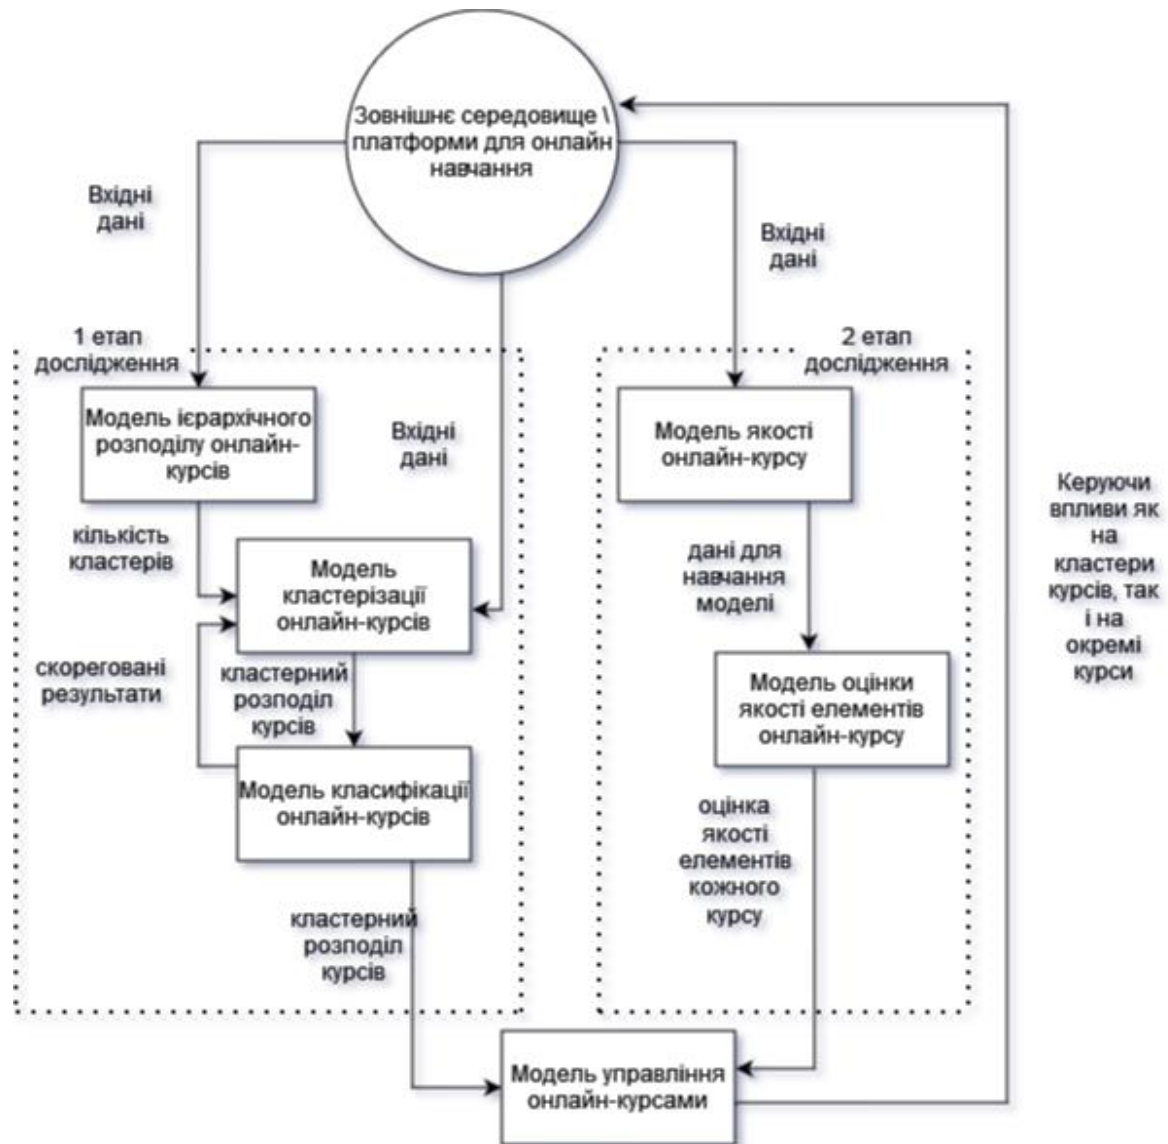 Зовнішнє середовище \
платформи для онлайн
навчання
Вхідні
дані
Вхідні
дані
1 етап
дослідження
2 етап
дослідження
Модель ієрархічного
розподілу онлайн-
курсів
Вхідні
дані
Модель якості
онлайн-курсу
Керуючи
впливи як
на
кластери
курсів, так
і на
окремі
курси
кількість
кластерів
дані для
навчання
моделі
Модель
кластерізації
онлайн-курсів
скореговані
результати
кластерний
розподіл
курсів
Модель оцінки
якості елементів
онлайн-курсу
Модель класифікації
онлайн-курсів
оцінка
якості
елементів
кожного
курсу
кластерний
розподіл
курсів
Модель управління
онлайн-курсами